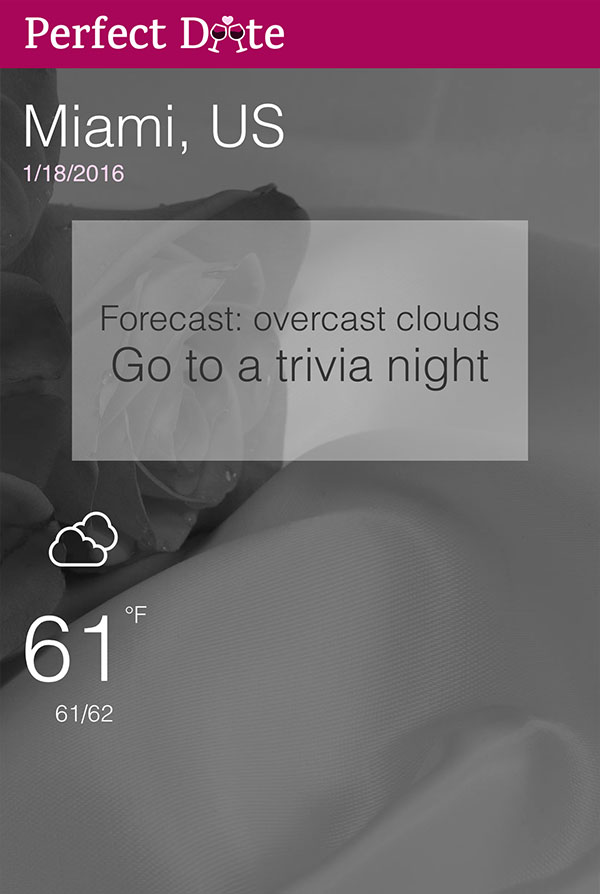 Perfect Date
Miami, US
1/18/2016
Forecast: overcast clouds
Go to a trivia night
61 °F
61/62